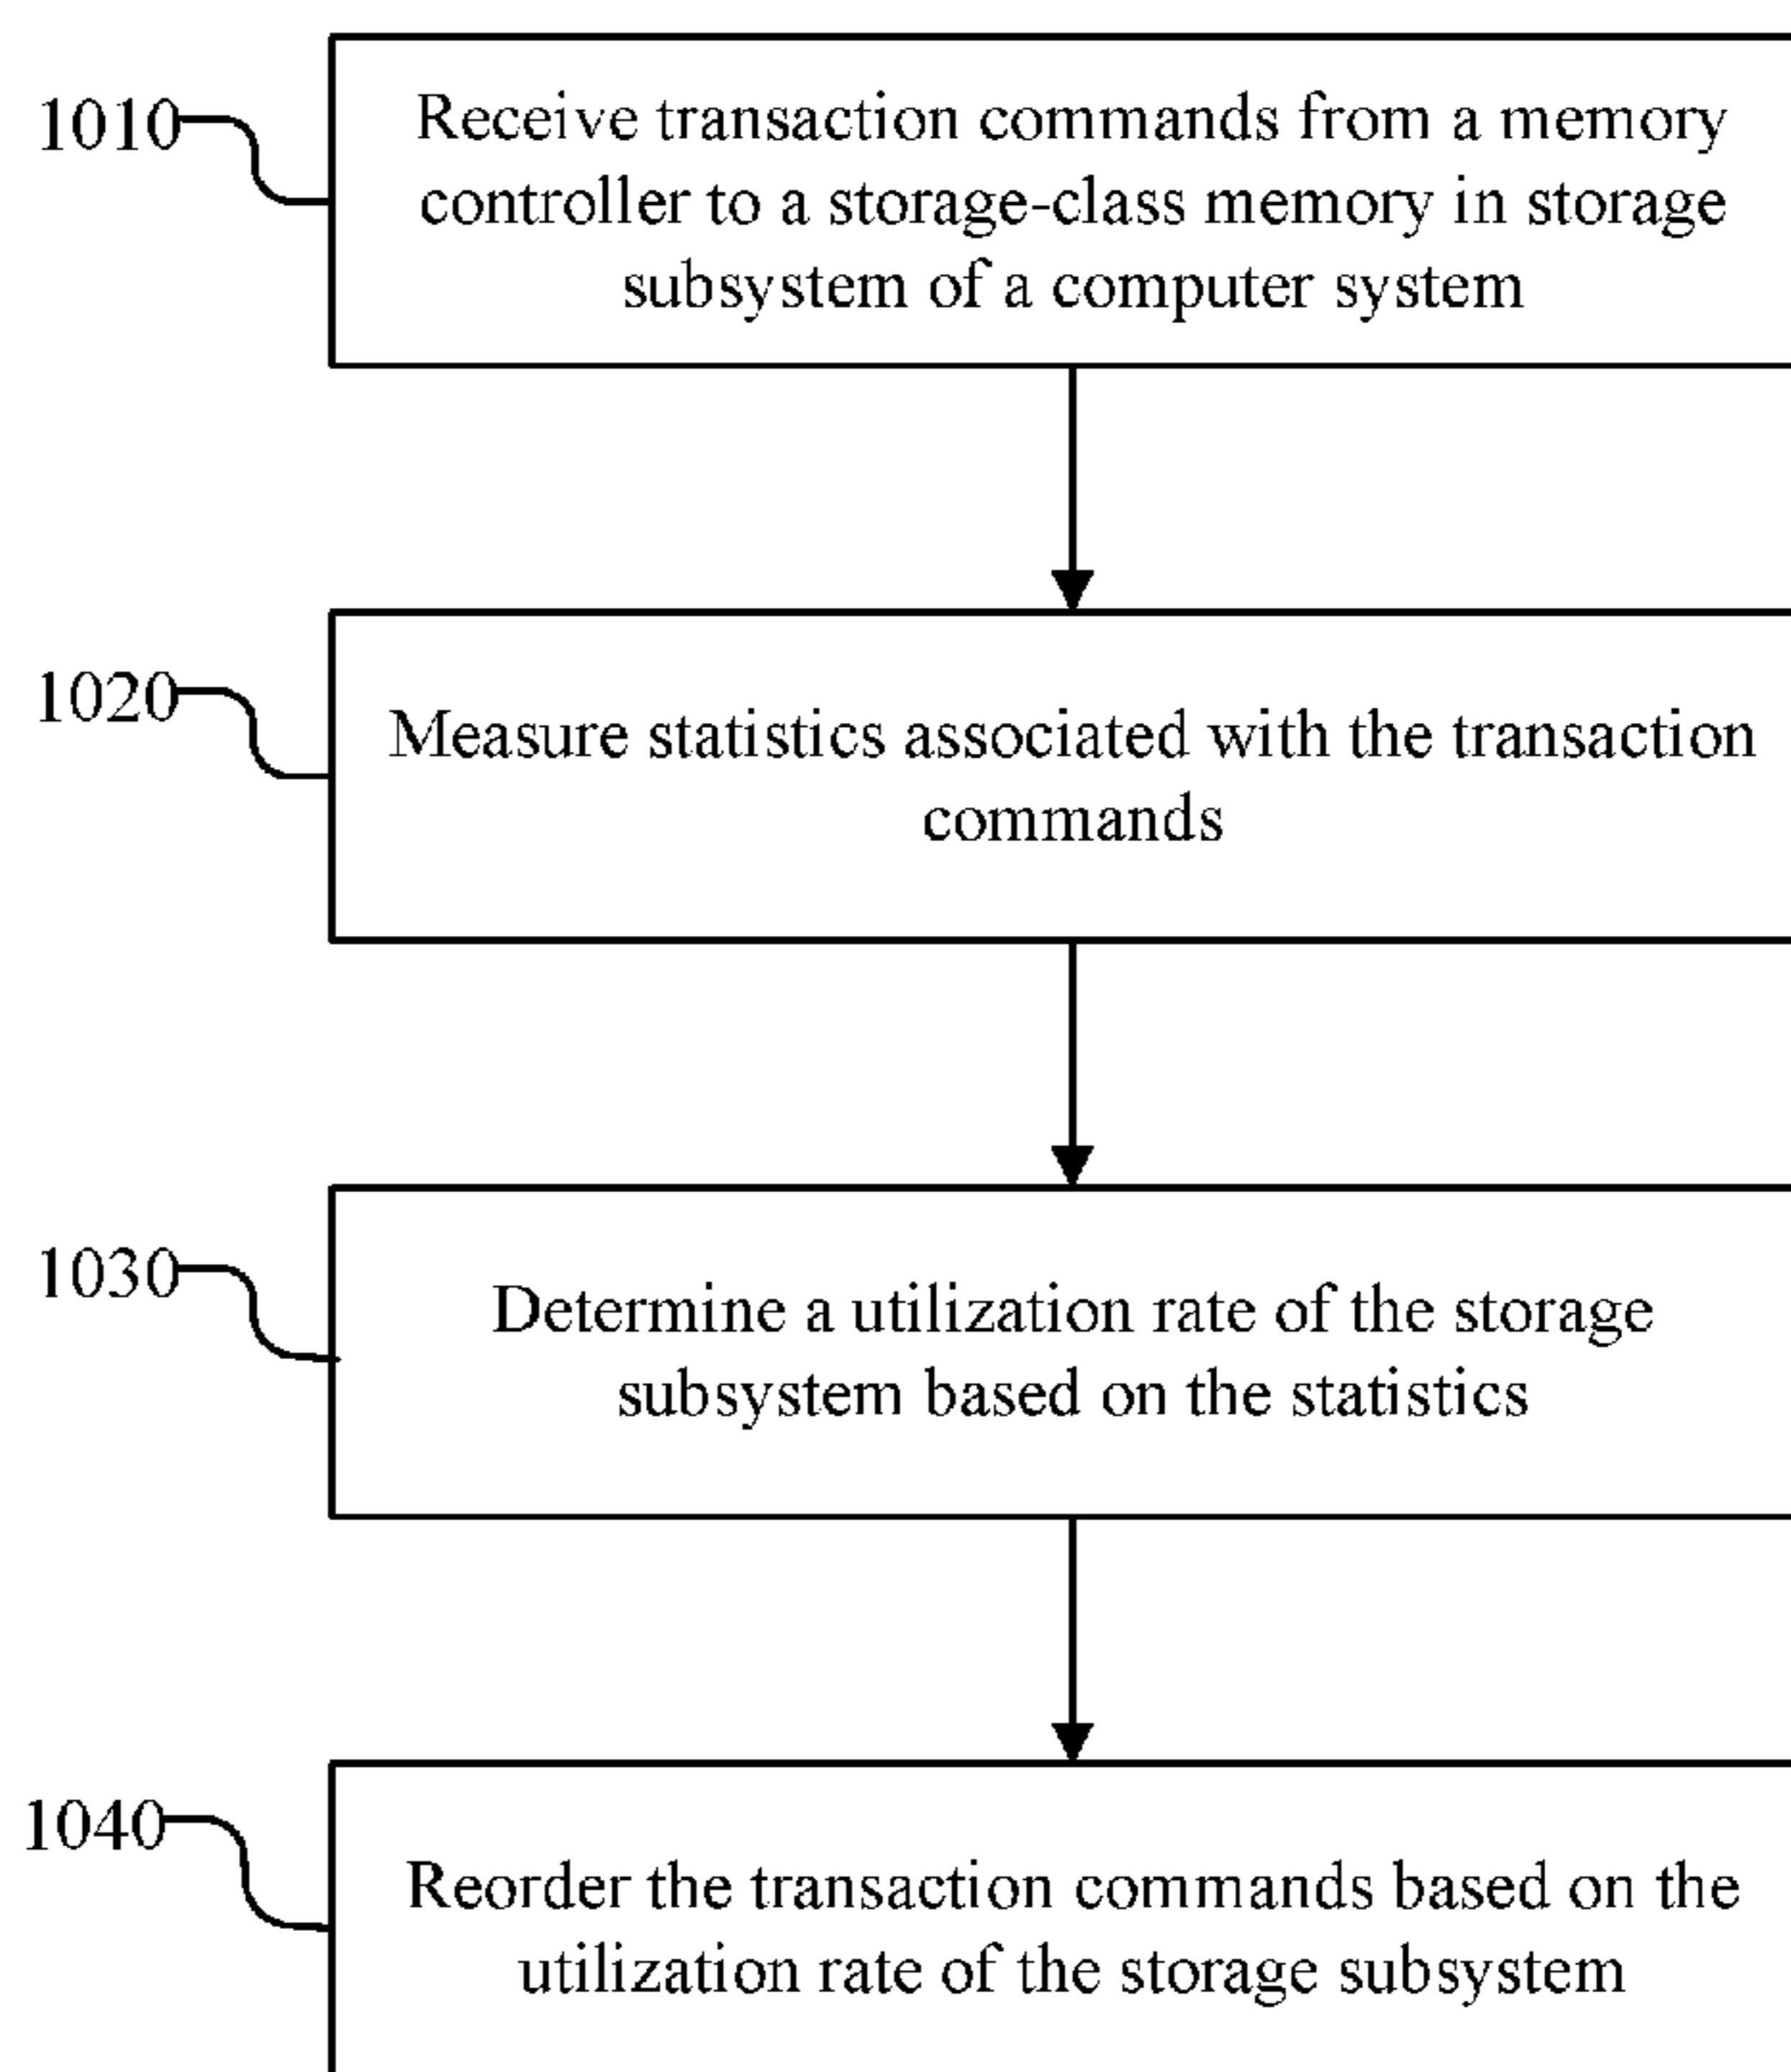 1010
Receive transaction commands from a memory
controller to a storage-class memory in storage
subsystem of a computer system
1020
Measure statistics associated with the transaction
commands
1030
Determine a utilization rate of the storage
subsystem based on the statistics
1040
Reorder the transaction commands based on the
utilization rate of the storage subsystem